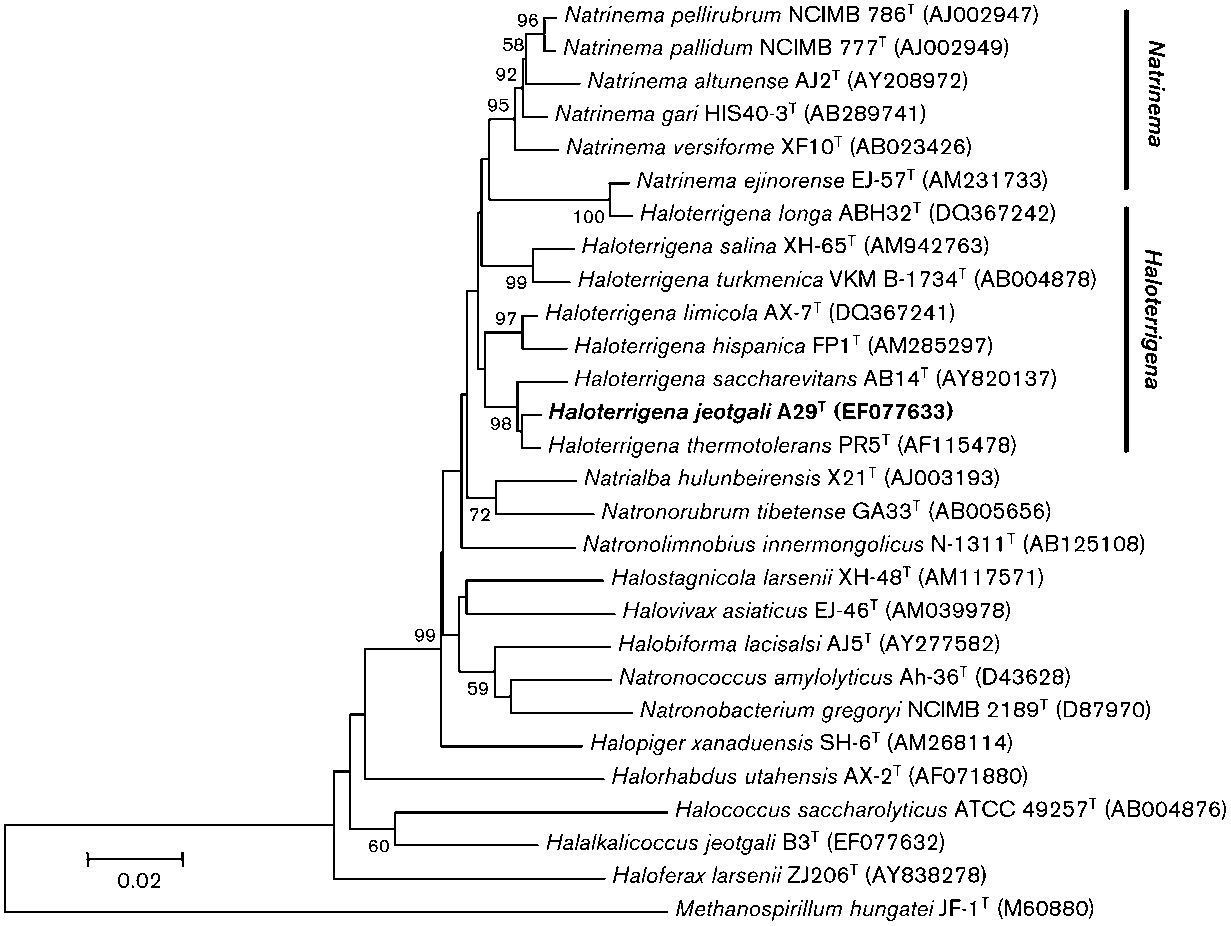 96
Natrinema pellirubrum NCIMB 786T (AJ002947)
58
Natrinema pallidum NCIMB 777T (AJ002949)
92
Natrinema altunense AJ2T (AY208972)
95
Natrinema gari HIS40-3T (AB289741)
Natrinema versiforme XF10T (AB023426)
Natrinema
Natrinema ejinorense EJ-57T (AM231733)
100
Haloterrigena longa ABH32T (DQ367242)
Haloterrigena salina XH-65T (AM942763)
99
Haloterrigena turkmenica VKM B-1734T (AB004878)
97
Haloterrigena limicola AX-7T (DQ367241)
Haloterrigena hispanica FP1T (AM285297)
Haloterrigena
Haloterrigena saccharevitans AB14T (AY820137)
Haloterrigena jeotgali A29T (EF077633)
98
Haloterrigena thermotolerans PR5T (AF115478)
Natrialba hulunbeirensis X21T (AJ003193)
72
Natronorubrum tibetense GA33T (AB005656)
Natronolimnobius innermongolicus N-1311T (AB125108)
Halostagnicola larsenii XH-48T (AM117571)
Halovivax asiaticus EJ-46T (AM039978)
99
Halobiforma lacisalsi AJ5T (AY277582)
Natronococcus amylolyticus Ah-36T (D43628)
59
Natronobacterium gregoryi NCIMB 2189T (D87970)
Halopiger xanaduensis SH-6T (AM268114)
Halorhabdus utahensis AX-2T (AF071880)
Halococcus saccharolyticus ATCC 49257T (AB004876)
60
Halalkalicoccus jeotgali B3T (EF077632)
0.02
Haloferax larsenii ZJ206T (AY838278)
Methanospirillum hungatei JF-1T (M60880)